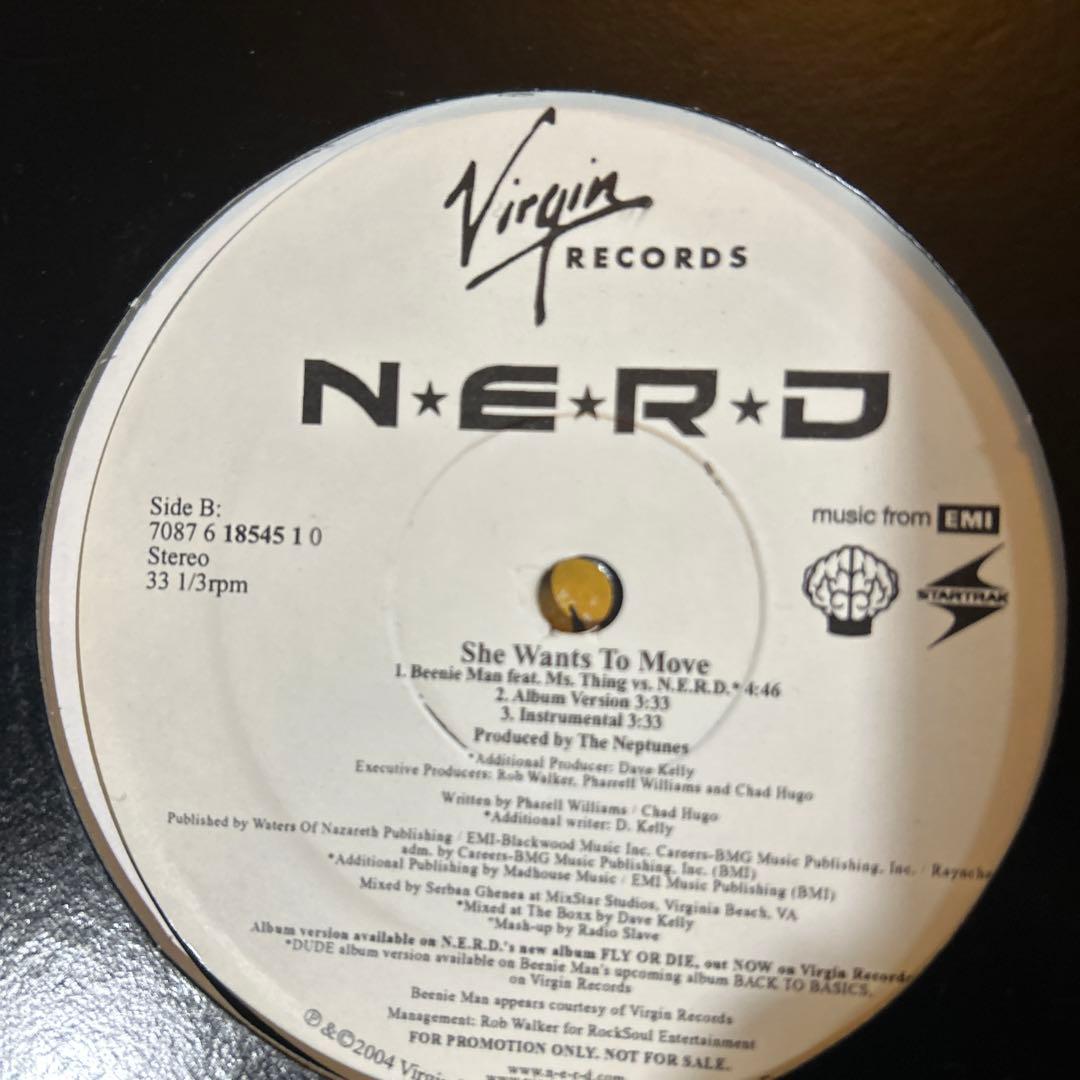 Virgin
RECORDS
N★E★R★D
Side B:
7087 6 18545 1 0
Stereo
33 1/3rpm
music from EMI
STARTRAK
She Wants To Move
1. Beenie Man feat. Ms. Thing vs. N.E.R.D.* 4:46
2. Album Version 3:33
3. Instrumental 3:33
Produced by The Neptunes
*Additional Producer: Dave Kelly
Executive Producers: Rob Walker, Pharrell Williams and Chad Hugo
Written by Pharell Williams / Chad Hugo
*Additional writer: D. Kelly
Published by Waters Of Nazareth Publishing / EMI-Blackwood Music Inc. Careers-BMG Music Publishing, Inc. / Rayncha
adm. by Careers-BMG Music Publishing, Inc. (BMI)
*Additional Publishing by Madhouse Music / EMI Music Publishing (BMI)
Mixed by Serban Ghenea at MixStar Studios, Virginia Beach, VA
*Mixed at The Boxx by Dave Kelly
*Mash-up by Radio Slave
Album version available on N.E.R.D.'s new album FLY OR DIE, out NOW on Virgin Records
*DUDE album version available on Beenie Man's upcoming album BACK TO BASICS,
on Virgin Records
Beenie Man appears courtesy of Virgin Records
Management: Rob Walker for RockSoul Entertainment
FOR PROMOTION ONLY. NOT FOR SALE.
www.n-e-r-d.com
℗&©2004 Virgin